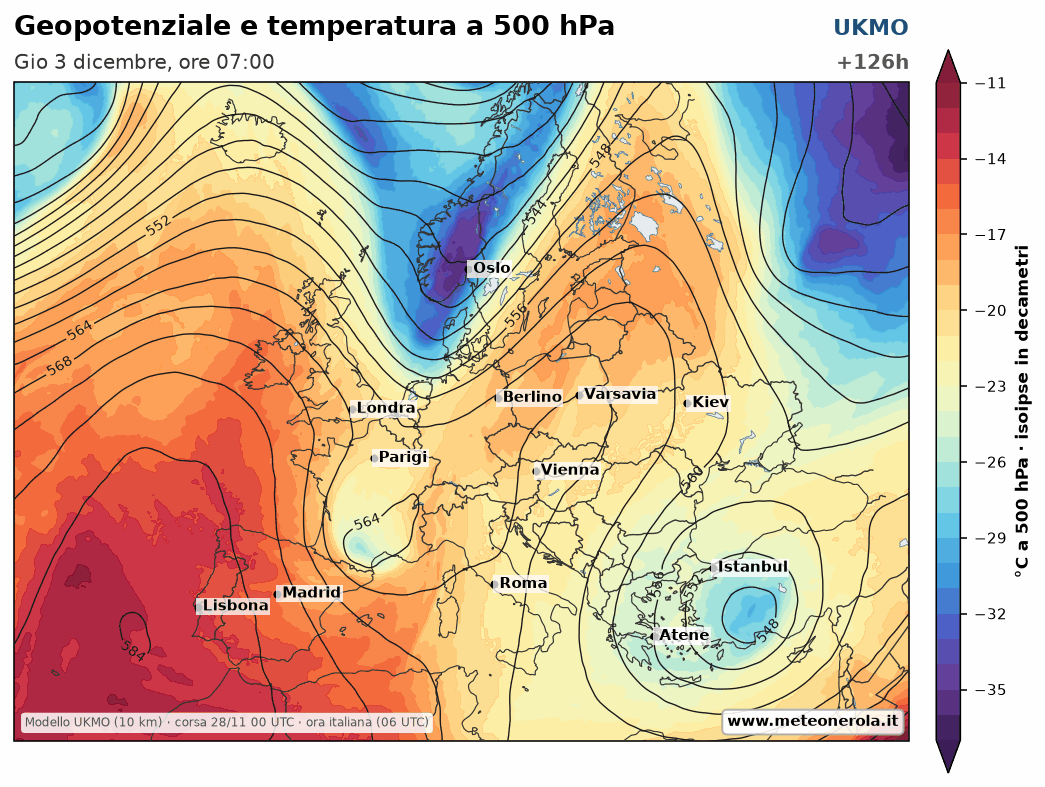 Geopotenziale e temperatura a 500 hPa
UKMO
Gio 3 dicembre, ore 07:00
+126h
−11
−14
−17
−20
−23
−26
−29
−32
−35
°C a 500 hPa · isoipse in decametri
548
544
552
Oslo
556
564
568
Londra
Berlino
Varsavia
Kiev
Parigi
Vienna
560
564
Istanbul
Roma
Madrid
Lisbona
Atene
548
584
Modello UKMO (10 km) · corsa 28/11 00 UTC · ora italiana (06 UTC)
www.meteonerola.it